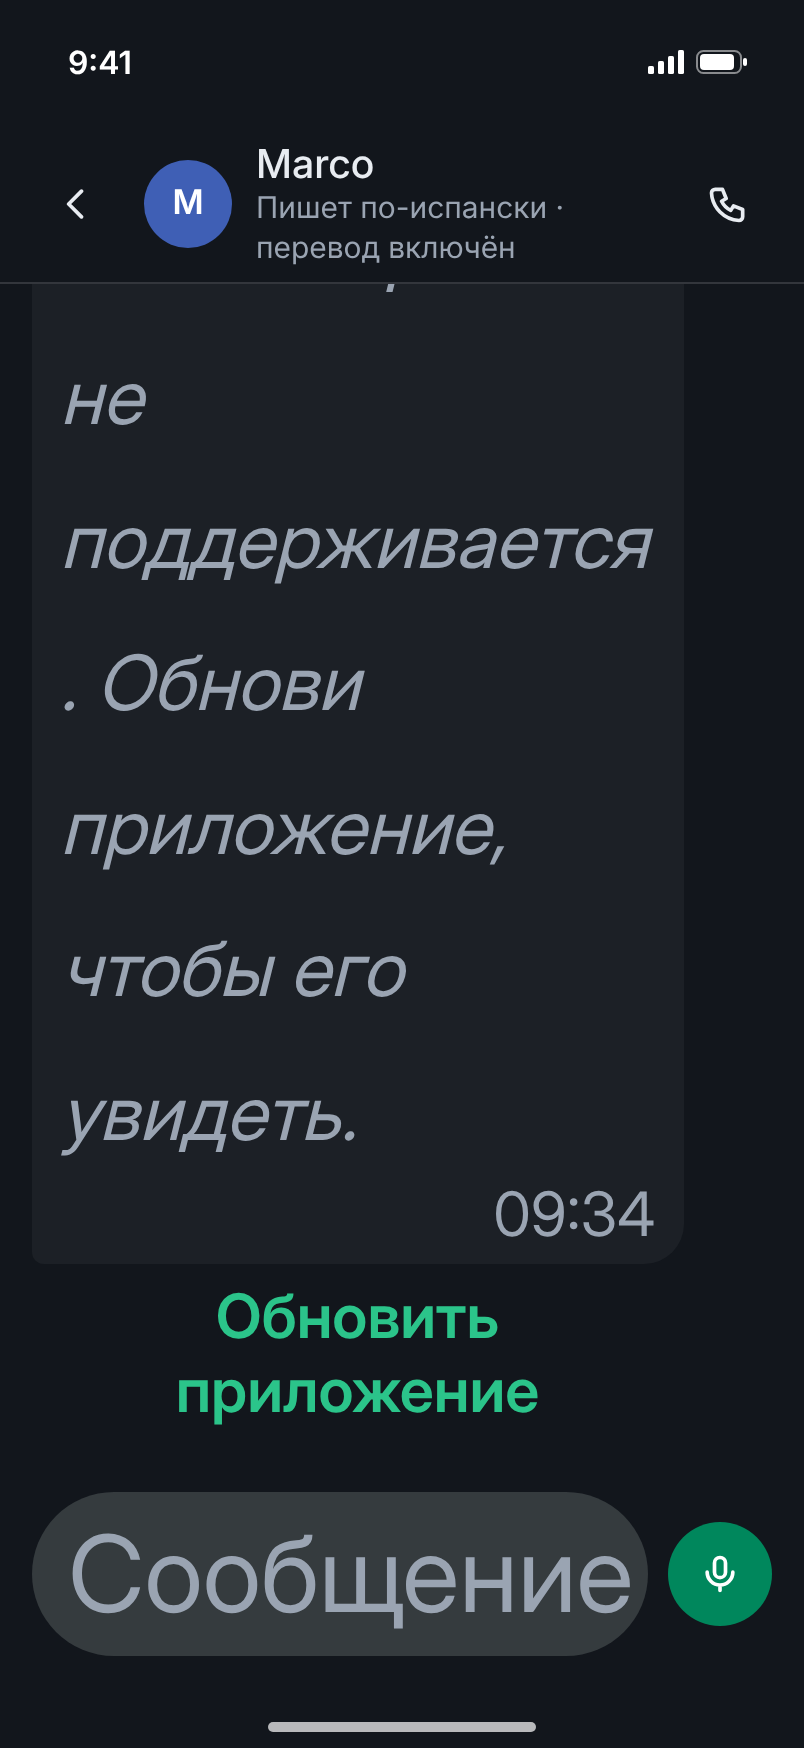 9:41
M
Marco
Пишет по-испански ·
перевод включён
не
поддерживается
. Обнови
приложение,
чтобы его
увидеть.
09:34
Обновить
приложение
Сообщение